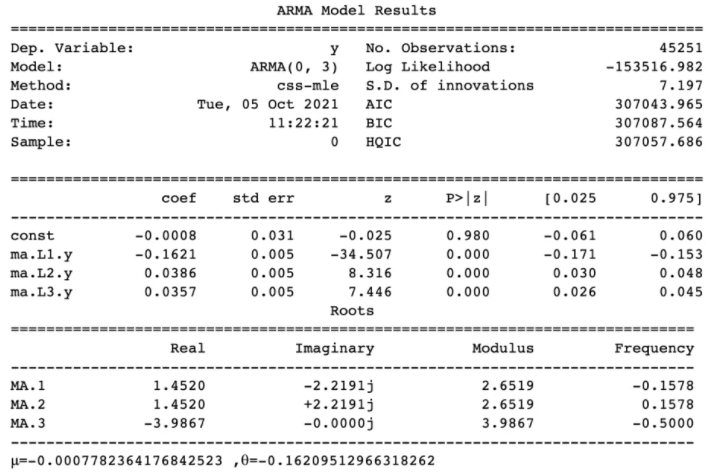 ARMA Model Results
==============================================================================
Dep. Variable: y No. Observations: 45251
Model: ARMA(0, 3) Log Likelihood -153516.982
Method: css-mle S.D. of innovations 7.197
Date: Tue, 05 Oct 2021 AIC 307043.965
Time: 11:22:21 BIC 307087.564
Sample: 0 HQIC 307057.686
==============================================================================
coef std err z P>|z| [0.025 0.975]
------------------------------------------------------------------------------
const -0.0008 0.031 -0.025 0.980 -0.061 0.060
ma.L1.y -0.1621 0.005 -34.507 0.000 -0.171 -0.153
ma.L2.y 0.0386 0.005 8.316 0.000 0.030 0.048
ma.L3.y 0.0357 0.005 7.446 0.000 0.026 0.045
Roots
=============================================================================
Real Imaginary Modulus Frequency
-----------------------------------------------------------------------------
MA.1 1.4520 -2.2191j 2.6519 -0.1578
MA.2 1.4520 +2.2191j 2.6519 0.1578
MA.3 -3.9867 -0.0000j 3.9867 -0.5000
-----------------------------------------------------------------------------
μ=-0.0007782364176842523 ,θ=-0.16209512966318262